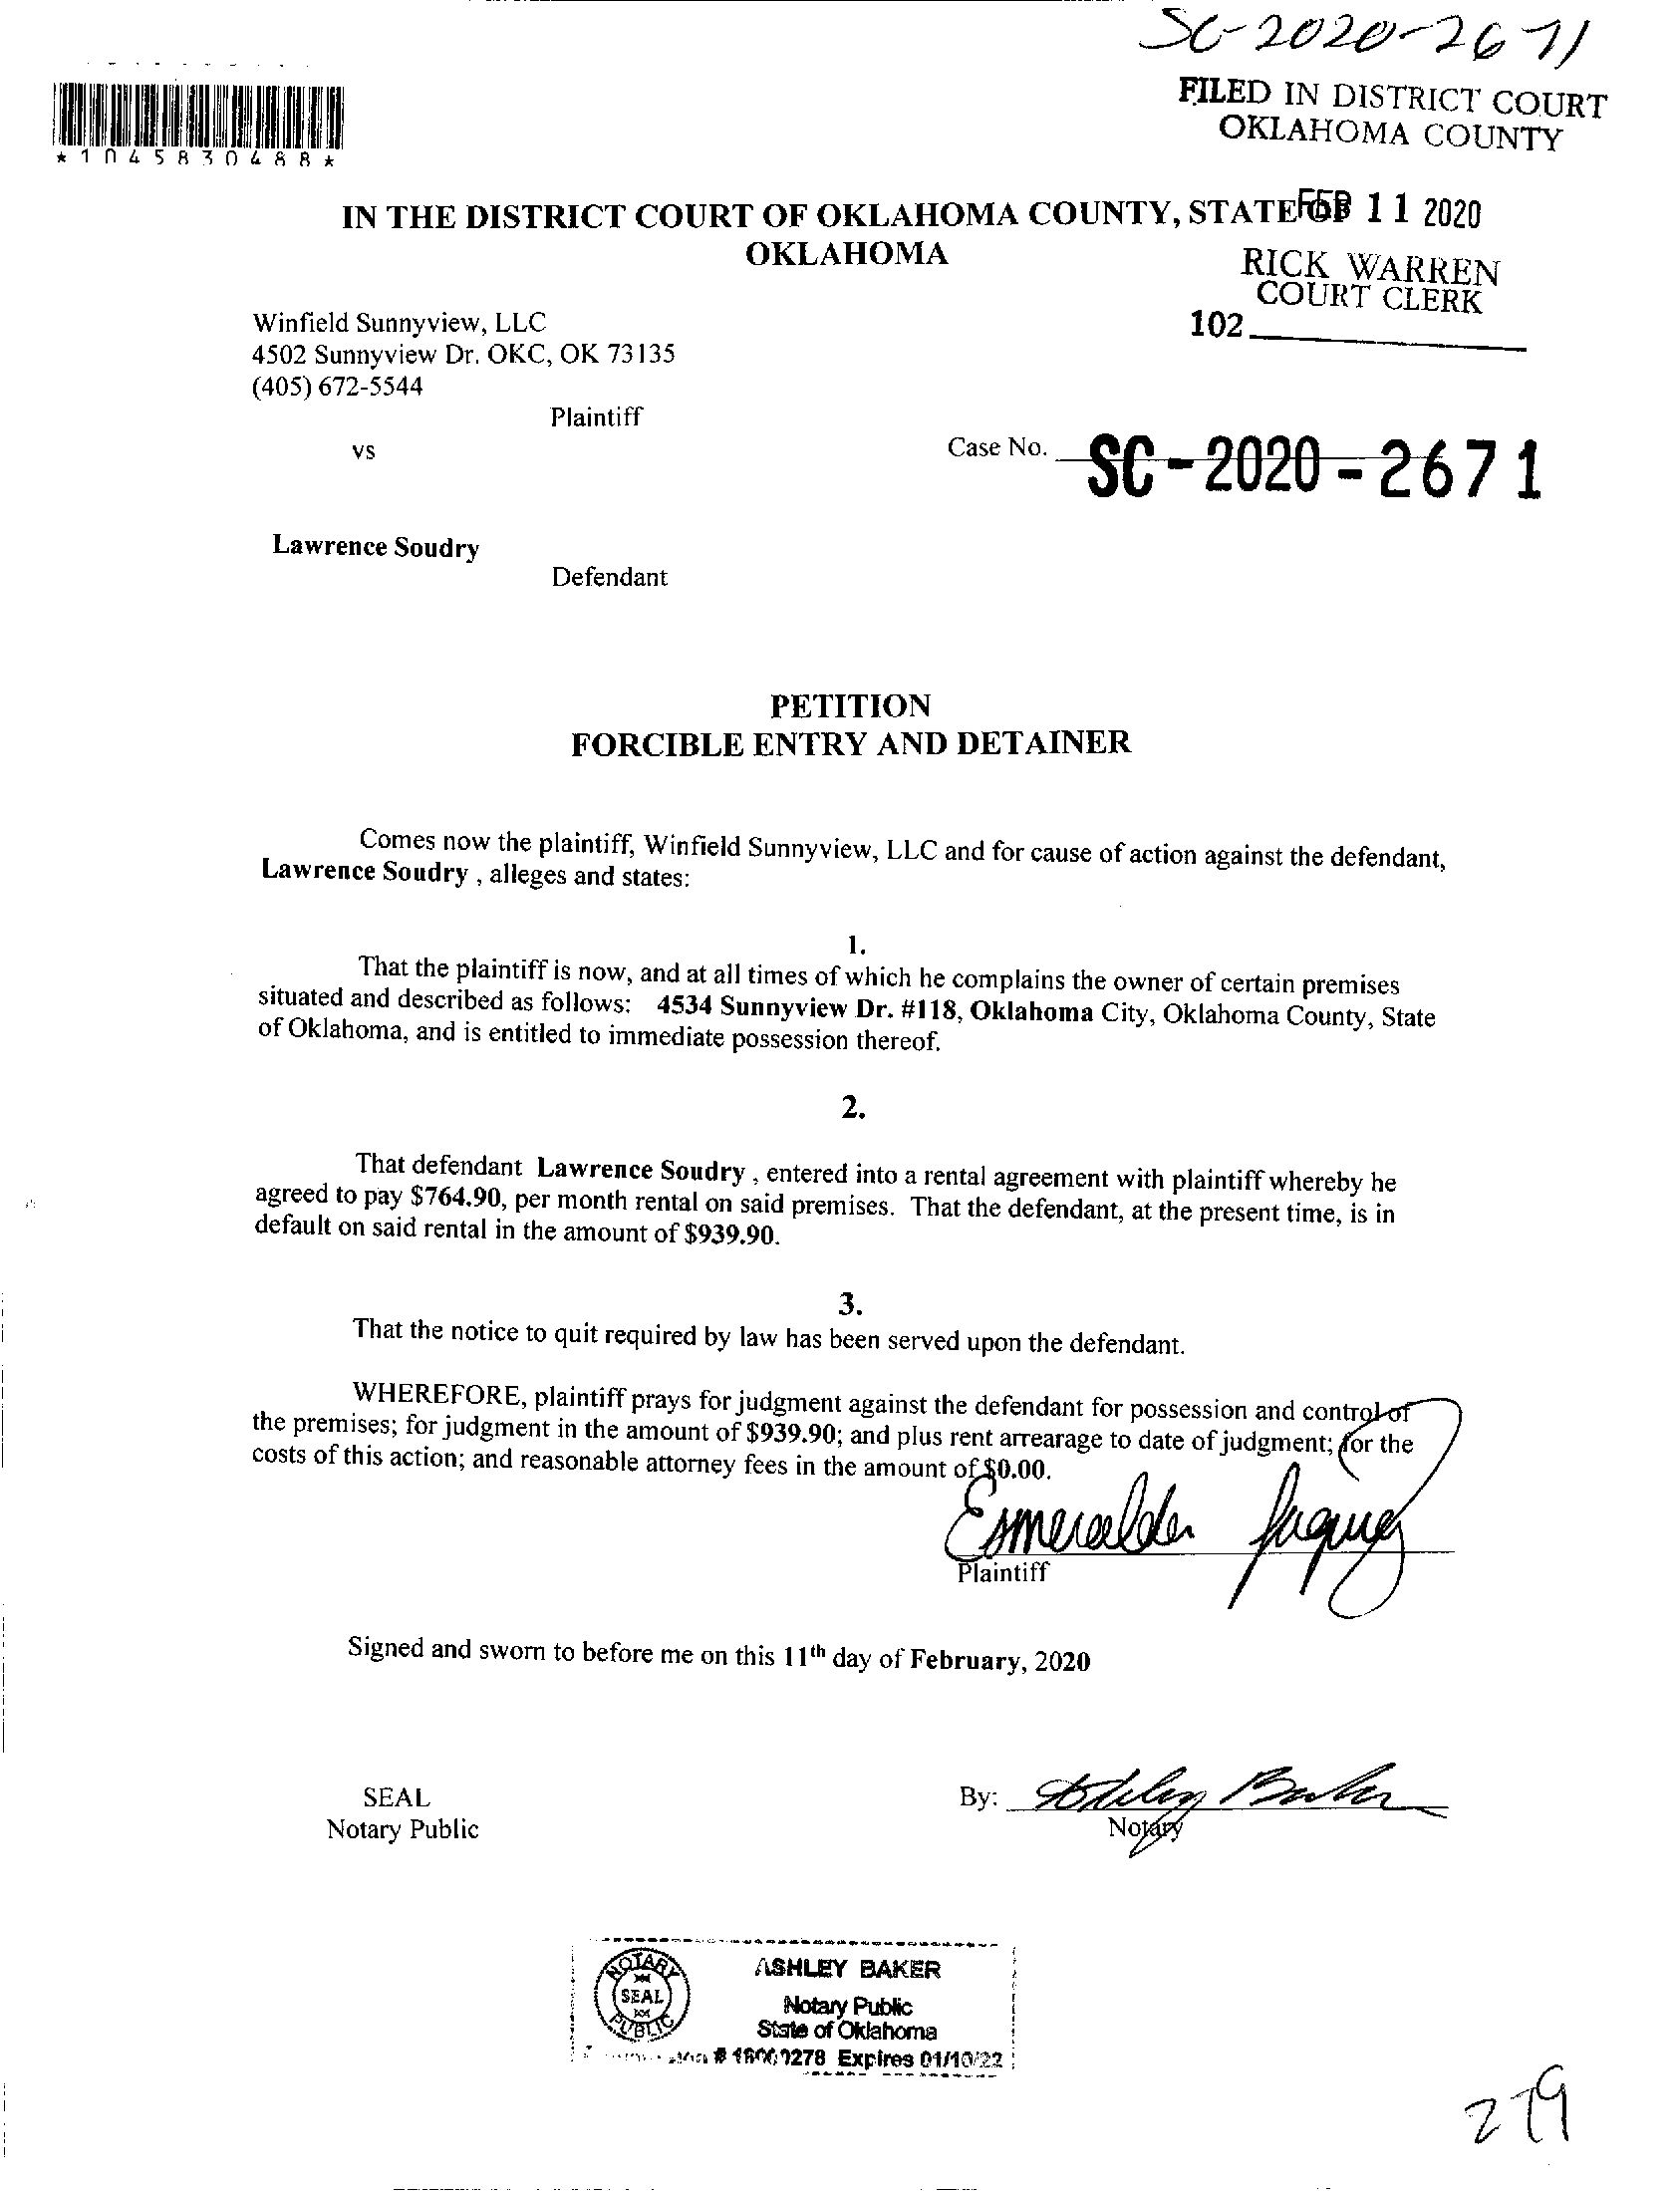 SC-2020-2671
FILED IN DISTRICT COURT
OKLAHOMA COUNTY
*1045830488*
IN THE DISTRICT COURT OF OKLAHOMA COUNTY, STATE OF
FEB 11 2020
OKLAHOMA
RICK WARREN
COURT CLERK
102
Winfield Sunnyview, LLC
4502 Sunnyview Dr. OKC, OK 73135
(405) 672-5544
Plaintiff
vs
Case No. SC-2020-2671
Lawrence Soudry
Defendant
PETITION
FORCIBLE ENTRY AND DETAINER
Comes now the plaintiff, Winfield Sunnyview, LLC and for cause of action against the defendant,
Lawrence Soudry , alleges and states:
1.
That the plaintiff is now, and at all times of which he complains the owner of certain premises
situated and described as follows: 4534 Sunnyview Dr. #118, Oklahoma City, Oklahoma County, State
of Oklahoma, and is entitled to immediate possession thereof.
2.
That defendant Lawrence Soudry , entered into a rental agreement with plaintiff whereby he
agreed to pay $764.90, per month rental on said premises. That the defendant, at the present time, is in
default on said rental in the amount of $939.90.
3.
That the notice to quit required by law has been served upon the defendant.
WHEREFORE, plaintiff prays for judgment against the defendant for possession and control of
the premises; for judgment in the amount of $939.90; and plus rent arrearage to date of judgment; for the
costs of this action; and reasonable attorney fees in the amount of $0.00.
Esmeralda
Plaintiff
Signed and sworn to before me on this 11th day of February, 2020
SEAL
Notary Public
By: Ashley Baker
Notary
NOTARY
SEAL
PUBLIC
ASHLEY BAKER
Notary Public
State of Oklahoma
Expires 01/10/22
279